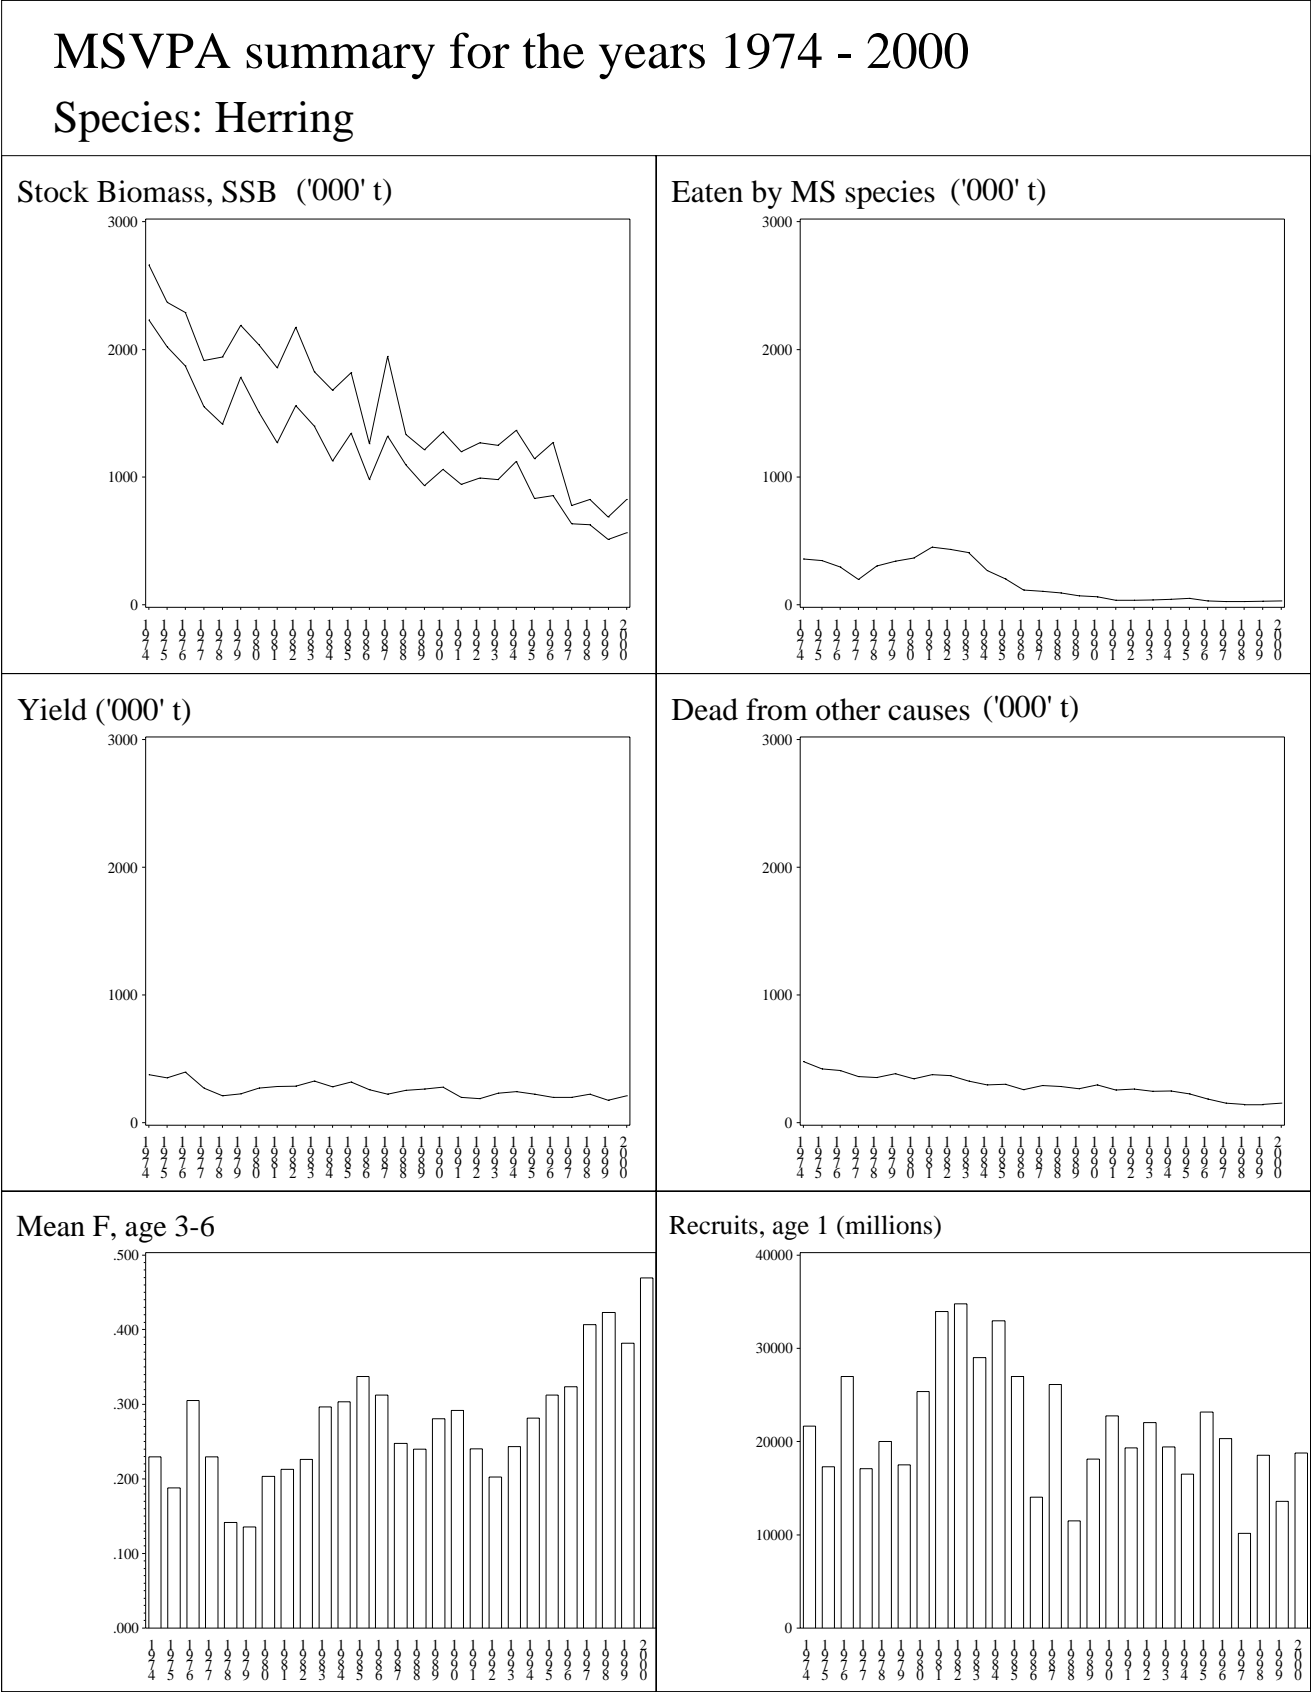 MSVPA summary for the years 1974 - 2000
Species: Herring
Stock Biomass, SSB ('000' t)
3000
2000
1000
0
1974 1975 1976 1977 1978 1979 1980 1981 1982 1983 1984 1985 1986 1987 1988 1989 1990 1991 1992 1993 1994 1995 1996 1997 1998 1999 2000
Eaten by MS species ('000' t)
3000
2000
1000
0
1974 1975 1976 1977 1978 1979 1980 1981 1982 1983 1984 1985 1986 1987 1988 1989 1990 1991 1992 1993 1994 1995 1996 1997 1998 1999 2000
Yield ('000' t)
3000
2000
1000
0
1974 1975 1976 1977 1978 1979 1980 1981 1982 1983 1984 1985 1986 1987 1988 1989 1990 1991 1992 1993 1994 1995 1996 1997 1998 1999 2000
Dead from other causes ('000' t)
3000
2000
1000
0
1974 1975 1976 1977 1978 1979 1980 1981 1982 1983 1984 1985 1986 1987 1988 1989 1990 1991 1992 1993 1994 1995 1996 1997 1998 1999 2000
Mean F, age 3-6
.500
.400
.300
.200
.100
.000
1974 1975 1976 1977 1978 1979 1980 1981 1982 1983 1984 1985 1986 1987 1988 1989 1990 1991 1992 1993 1994 1995 1996 1997 1998 1999 2000
Recruits, age 1 (millions)
40000
30000
20000
10000
0
1974 1975 1976 1977 1978 1979 1980 1981 1982 1983 1984 1985 1986 1987 1988 1989 1990 1991 1992 1993 1994 1995 1996 1997 1998 1999 2000